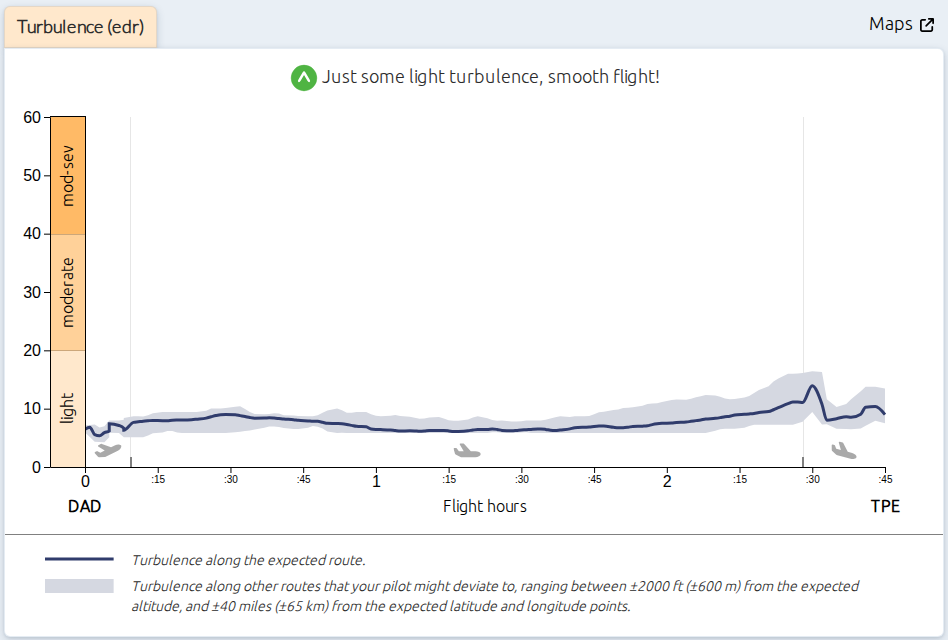 Turbulence (edr)
Maps
Just some light turbulence, smooth flight!
60
50
40
30
20
10
0
mod-sev
moderate
light
0 :15 :30 :45 1 :15 :30 :45 2 :15 :30 :45
DAD Flight hours TPE
Turbulence along the expected route.
Turbulence along other routes that your pilot might deviate to, ranging between ±2000 ft (±600 m) from the expected
altitude, and ±40 miles (±65 km) from the expected latitude and longitude points.